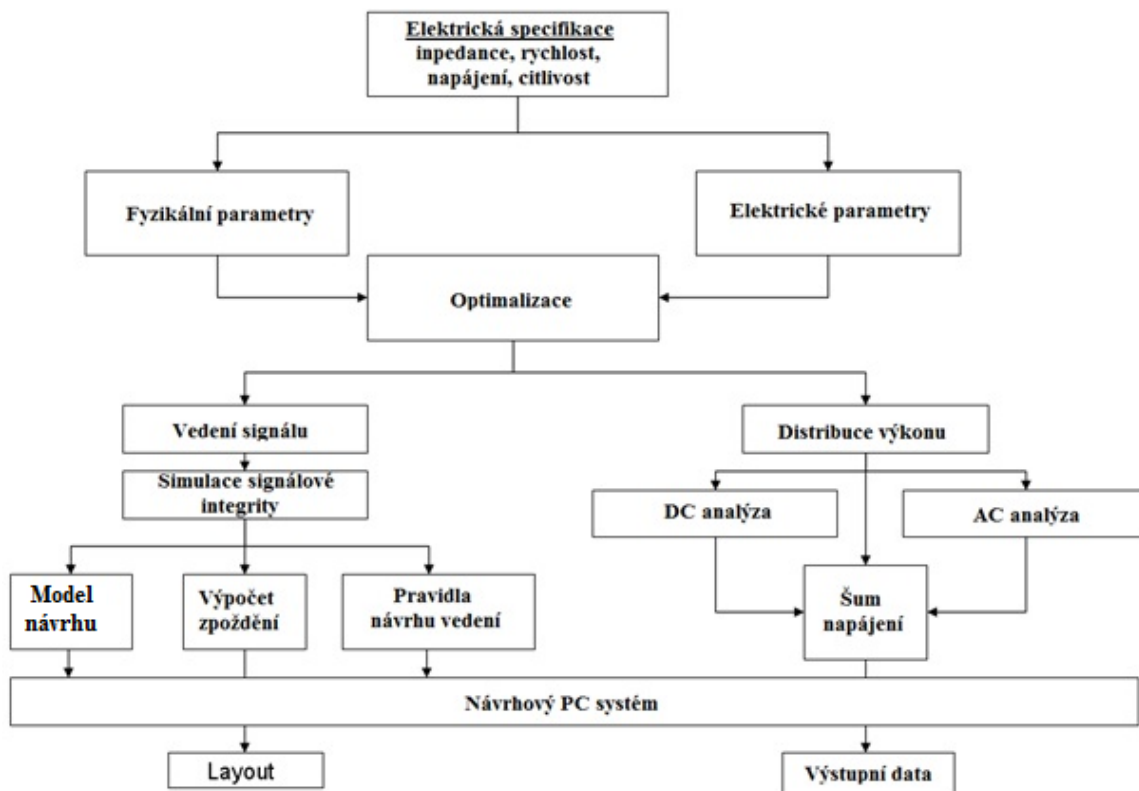 Elektrická specifikace
inpedance, rychlost,
napájení, citlivost
Fyzikální parametry
Elektrické parametry
Optimalizace
Vedení signálu
Distribuce výkonu
Simulace signálové
integrity
DC analýza
AC analýza
Model
návrhu
Výpočet
zpoždění
Pravidla
návrhu vedení
Šum
napájení
Návrhový PC systém
Layout
Výstupní data